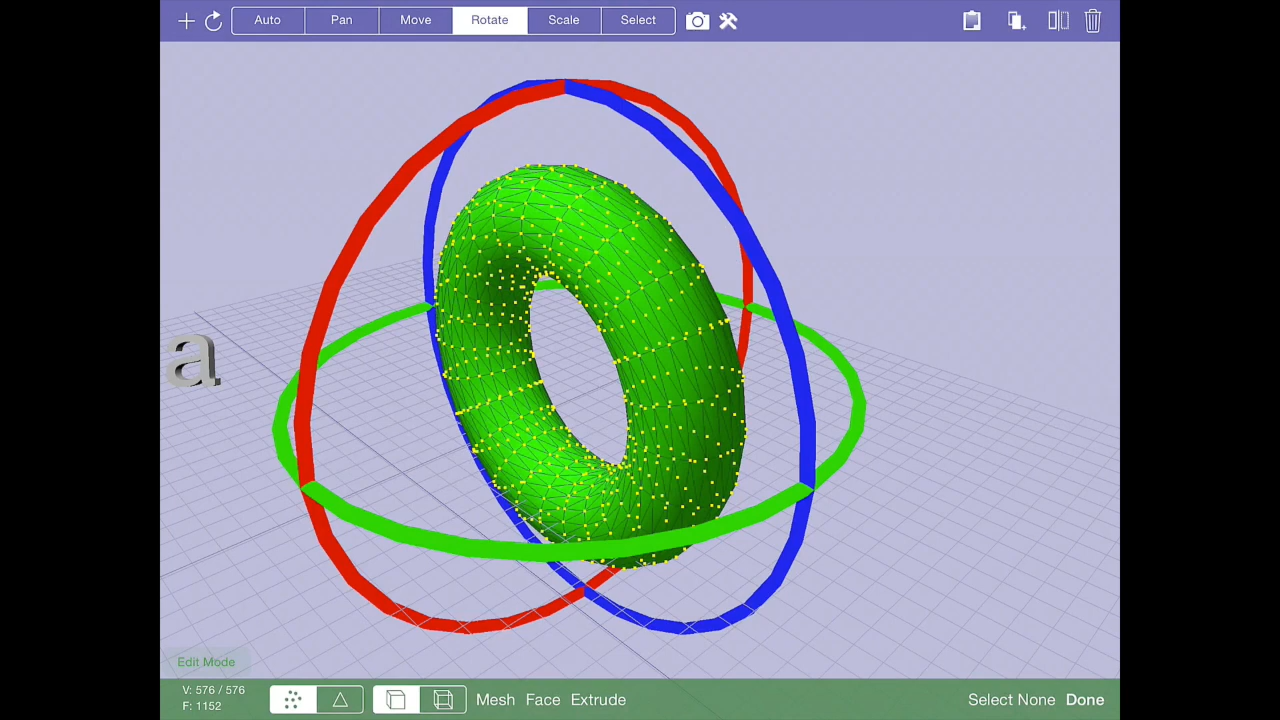 Auto Pan Move Rotate Scale Select
a
Edit Mode
V: 576 / 576
F: 1152
Mesh Face Extrude Select None Done